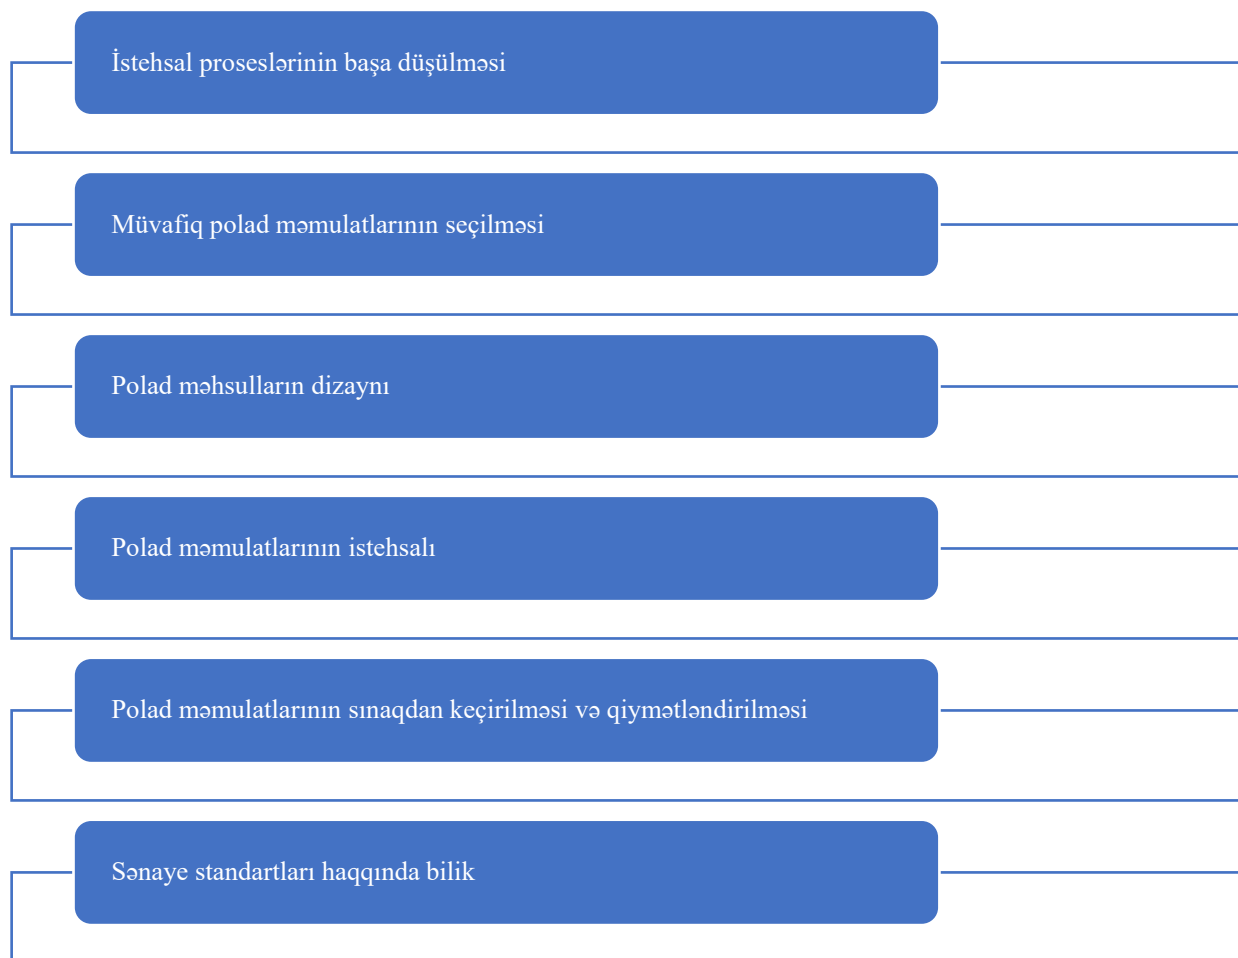 İstehsal proseslərinin başa düşülməsi
Müvafiq polad məmulatlarının seçilməsi
Polad məhsulların dizaynı
Polad məmulatlarının istehsalı
Polad məmulatlarının sınaqdan keçirilməsi və qiymətləndirilməsi
Sənaye standartları haqqında bilik